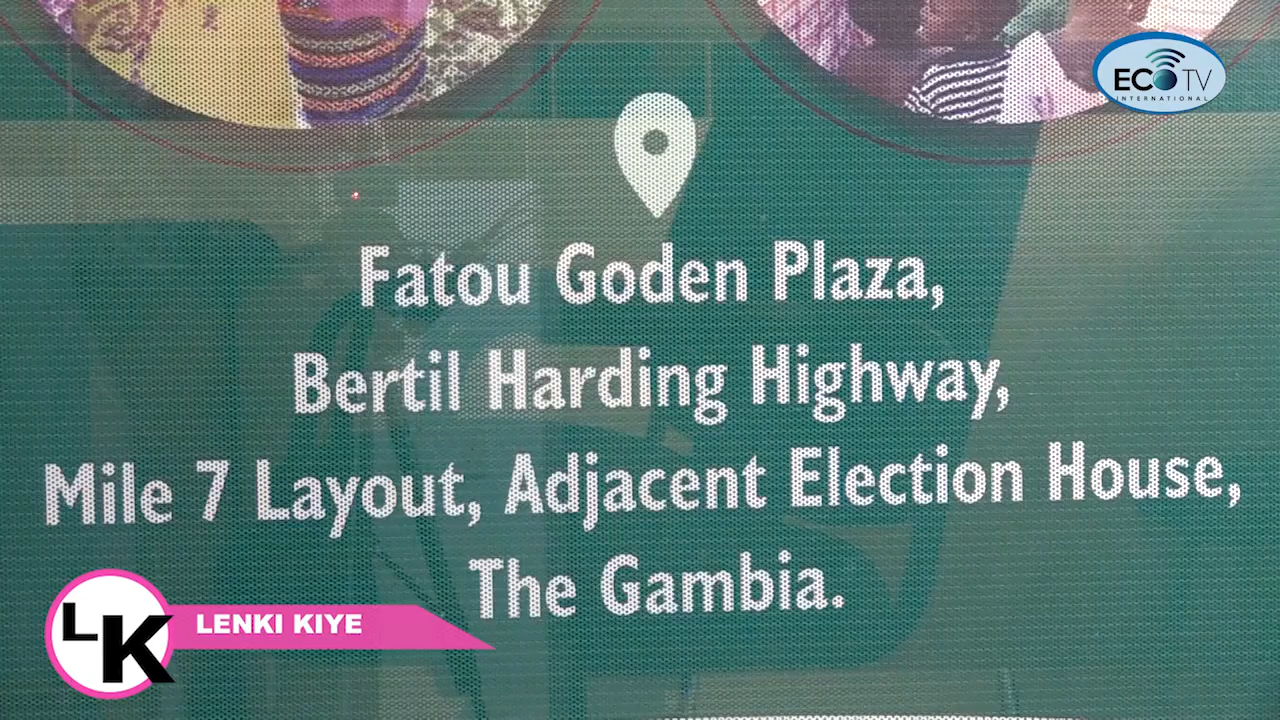 ECO TV
INTERNATIONAL
Fatou Goden Plaza,
Bertil Harding Highway,
Mile 7 Layout, Adjacent Election House,
The Gambia.
LK
LENKI KIYE